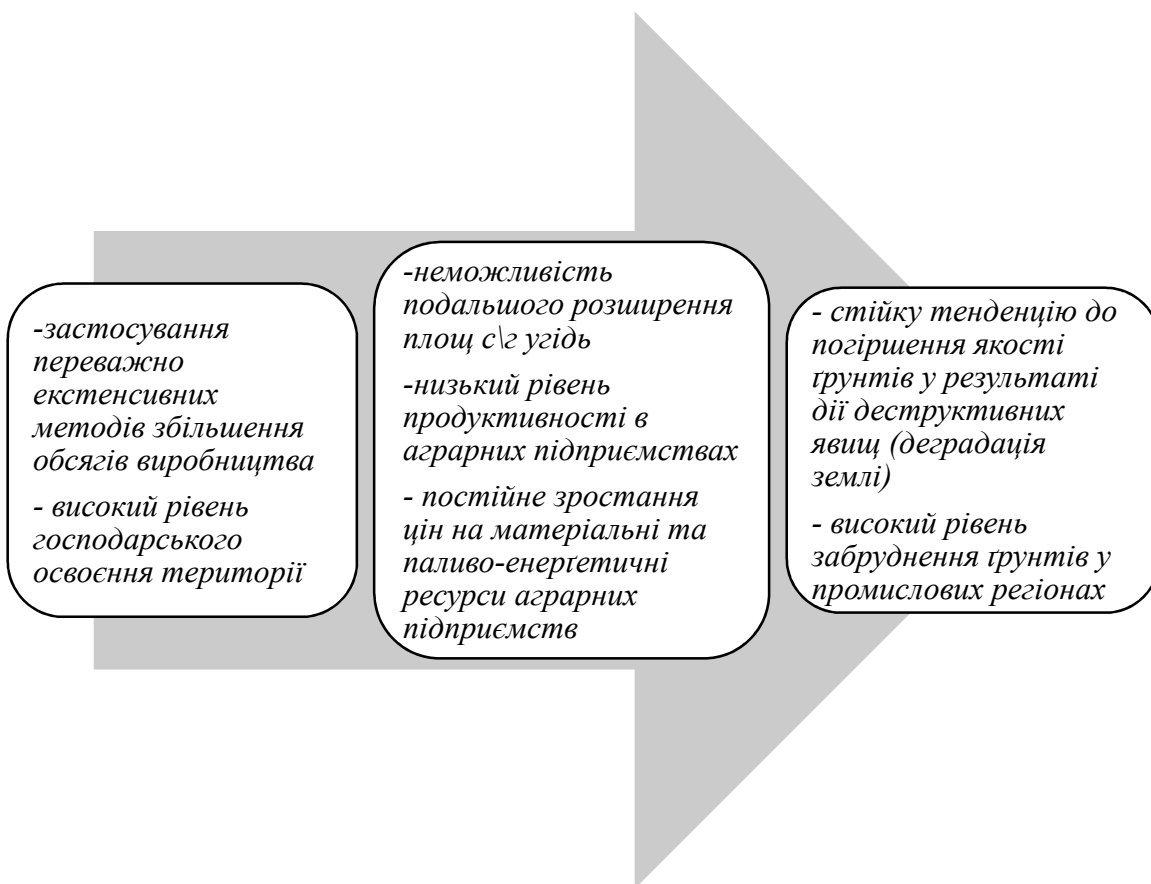 -застосування
переважно
екстенсивних
методів збільшення
обсягів виробництва
- високий рівень
господарського
освоєння території
-неможливість
подальшого розширення
площ с\г угідь
-низький рівень
продуктивності в
аграрних підприємствах
- постійне зростання
цін на матеріальні та
паливо-енерґетичні
ресурси аграрних
підприємств
- стійку тенденцію до
погіршення якості
ґрунтів у результаті
дії деструктивних
явищ (деградація
землі)
- високий рівень
забруднення ґрунтів у
промислових регіонах